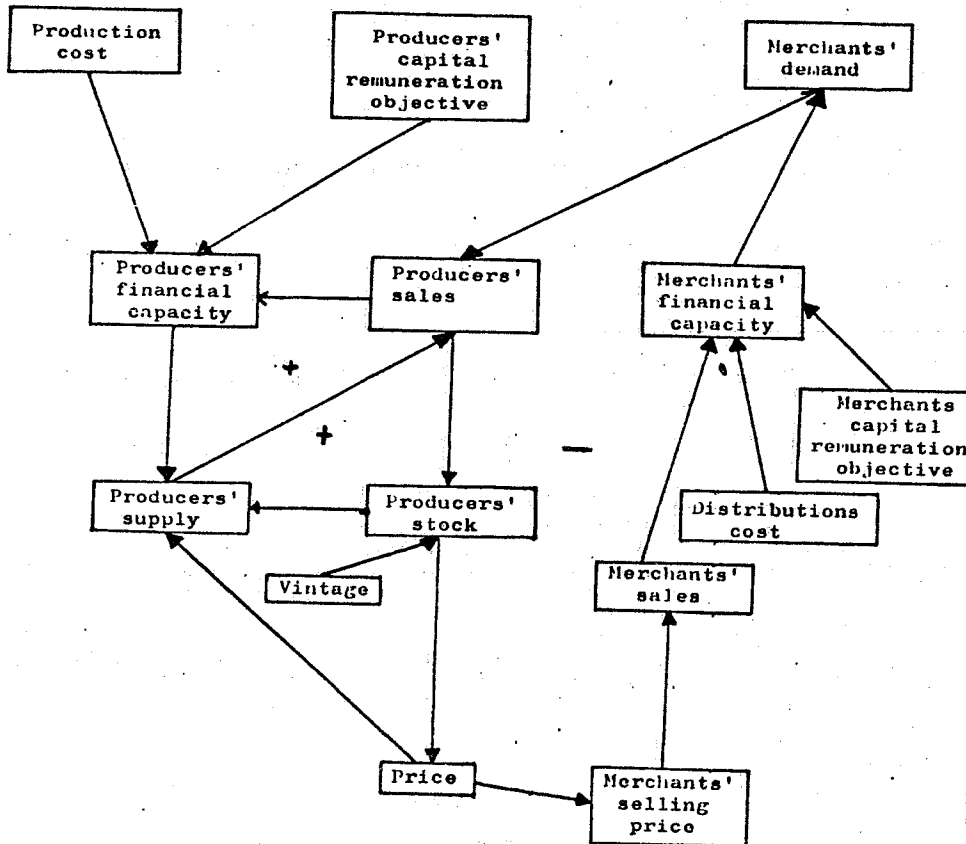 Production
cost
Producers'
capital
remuneration
objective
Merchants'
demand
Producers'
financial
capacity
Producers'
sales
Merchants'
financial
capacity
+
+
—
Merchants
capital
remuneration
objective
Producers'
supply
Producers'
stock
Distributions
cost
Vintage
Merchants'
sales
Price
Merchants'
selling
price